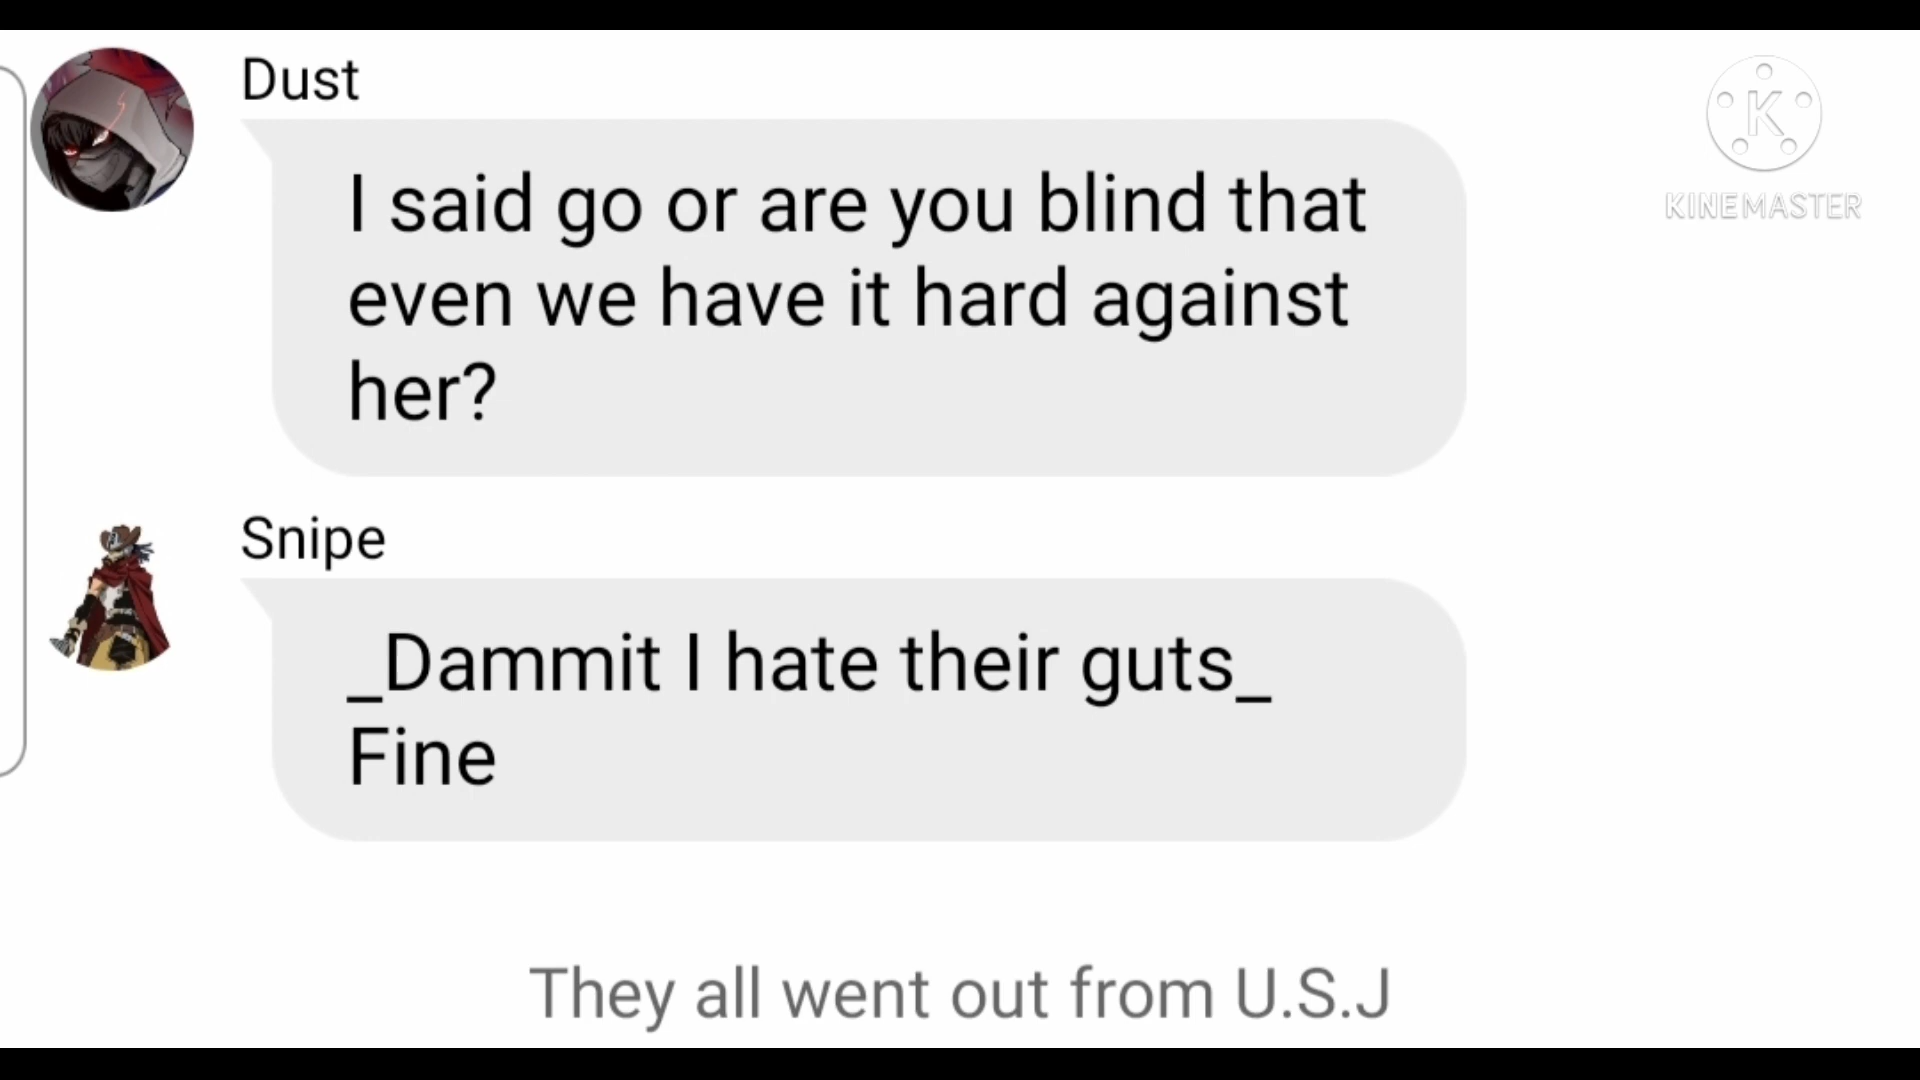 Dust
I said go or are you blind that
even we have it hard against
her?
K
KINEMASTER
Snipe
_Dammit I hate their guts_
Fine
They all went out from U.S.J